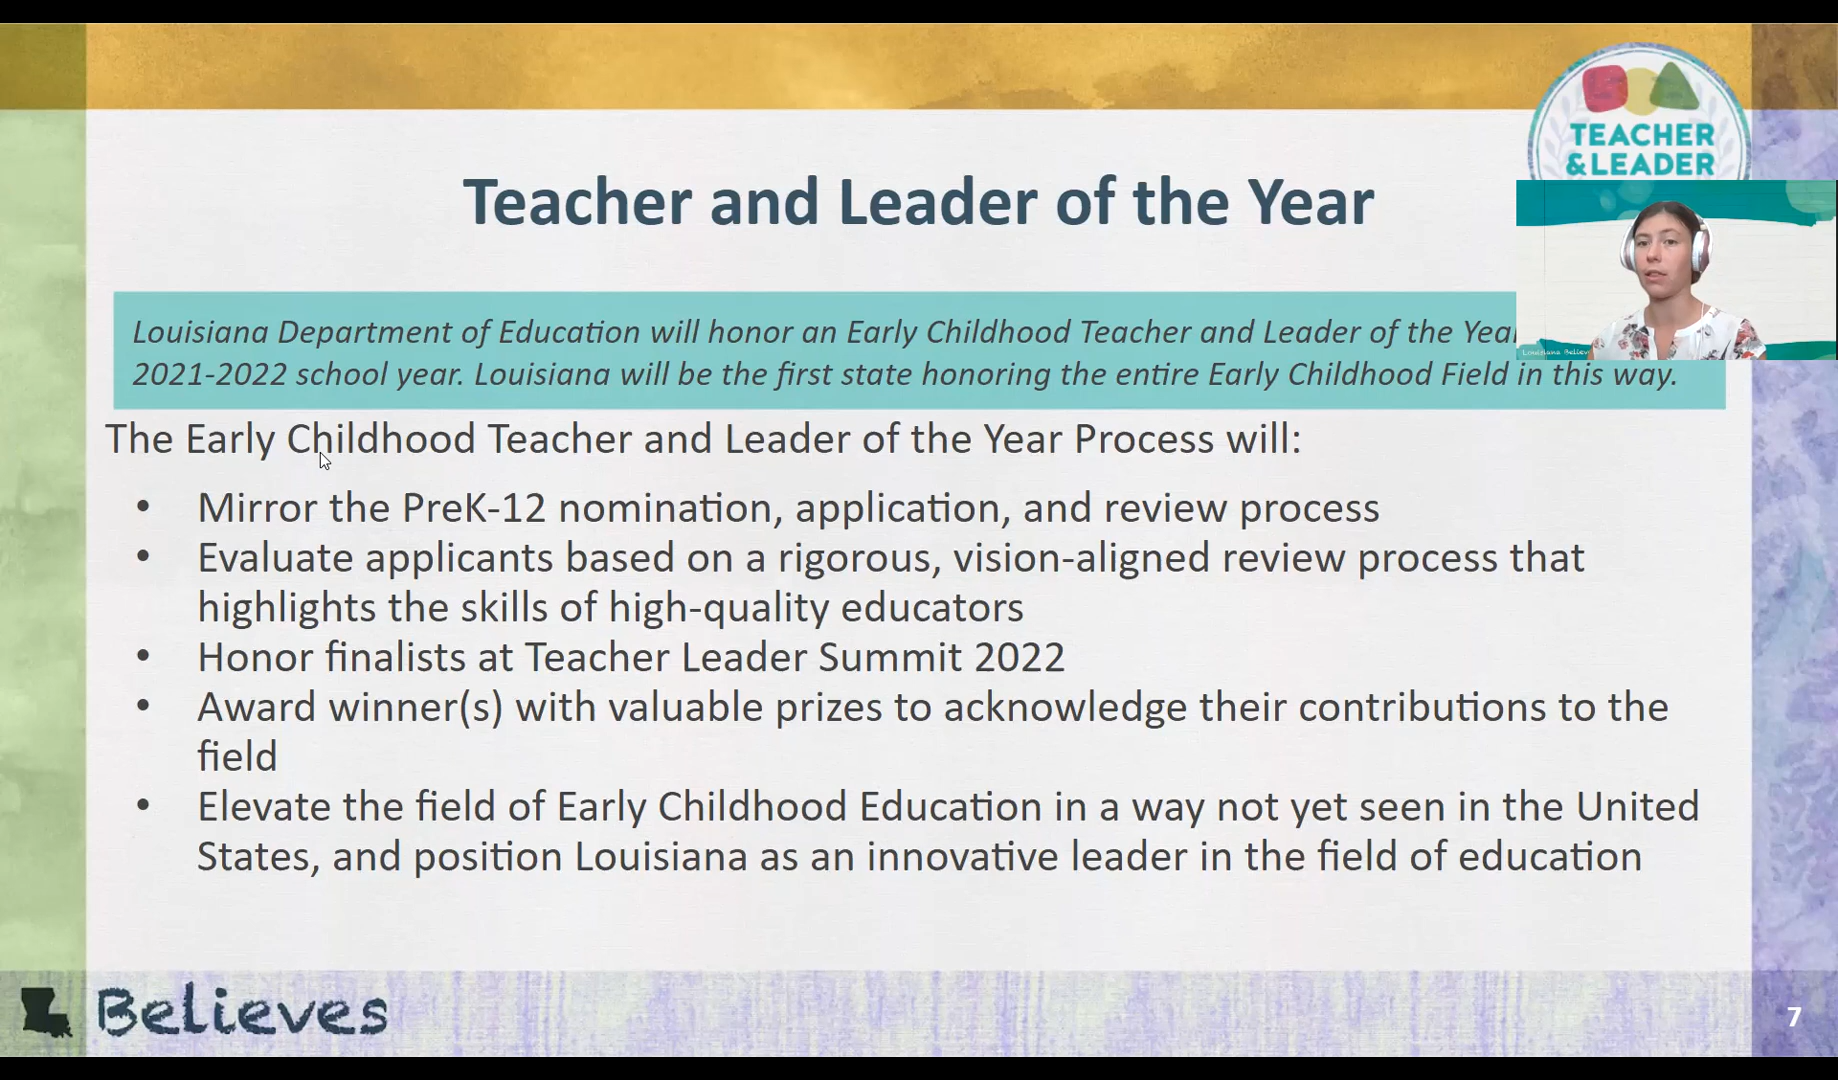 TEACHER
& LEADER
Teacher and Leader of the Year
Louisiana Department of Education will honor an Early Childhood Teacher and Leader of the Yea
2021-2022 school year. Louisiana will be the first state honoring the entire Early Childhood Field in this way.
Louisiana Believ
The Early Childhood Teacher and Leader of the Year Process will:
• Mirror the PreK-12 nomination, application, and review process
• Evaluate applicants based on a rigorous, vision-aligned review process that
highlights the skills of high-quality educators
• Honor finalists at Teacher Leader Summit 2022
• Award winner(s) with valuable prizes to acknowledge their contributions to the
field
• Elevate the field of Early Childhood Education in a way not yet seen in the United
States, and position Louisiana as an innovative leader in the field of education
Believes
7